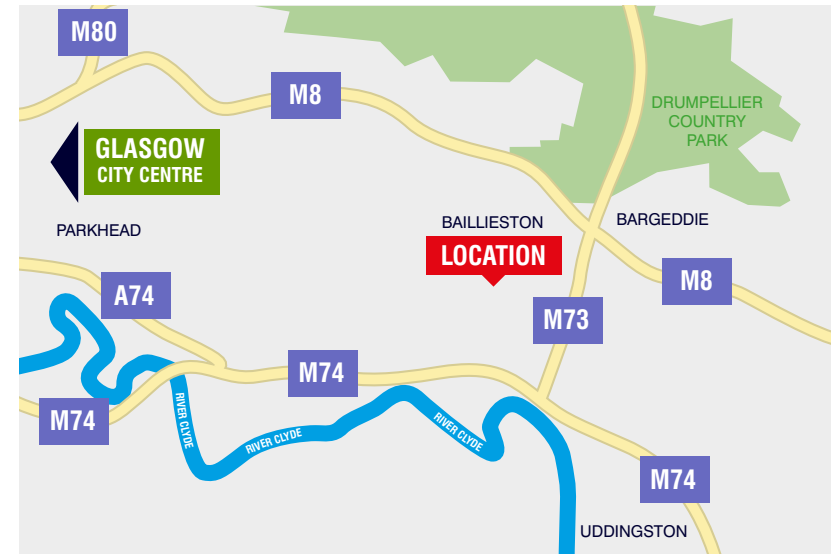 M80
M8
DRUMPELLIER
COUNTRY
PARK
GLASGOW
CITY CENTRE
PARKHEAD
BAILLIESTON
BARGEDDIE
LOCATION
M8
A74
M73
M74
M74
RIVER CLYDE
RIVER CLYDE
RIVER CLYDE
M74
UDDINGSTON